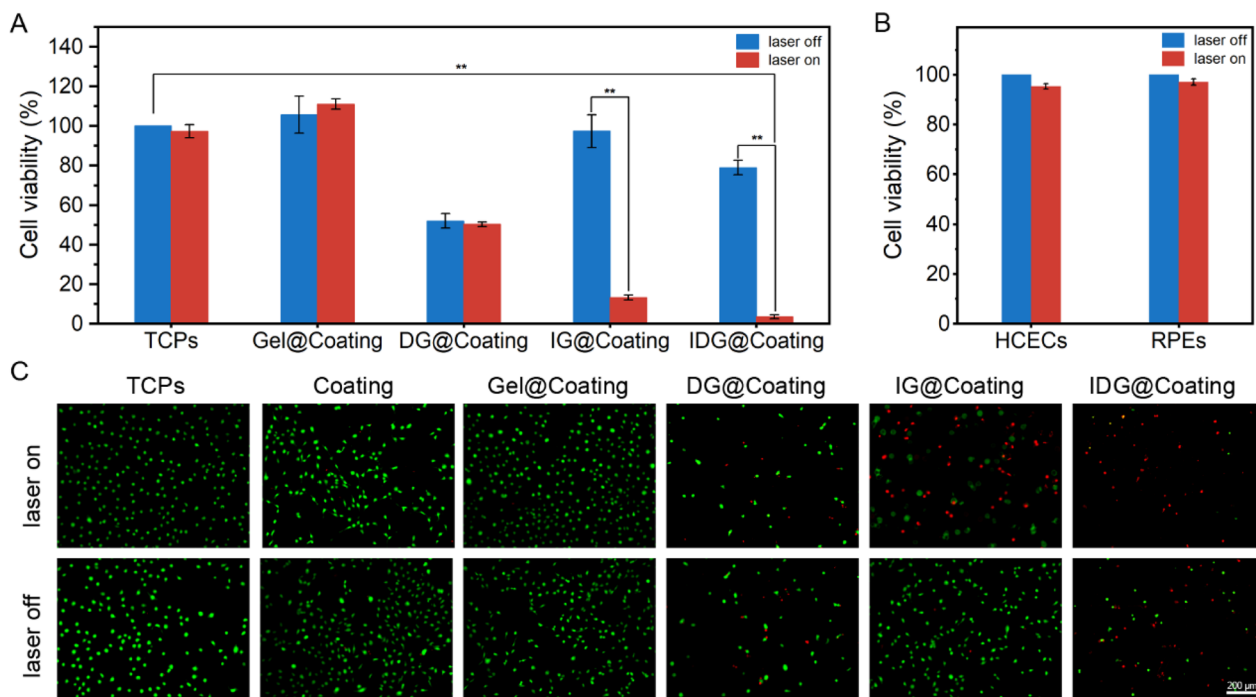 A
Cell viability (%)
140
120
100
80
60
40
20
0
laser off
laser on
**
**
**
TCPs Gel@Coating DG@Coating IG@Coating IDG@Coating
B
Cell viability (%)
100
80
60
40
20
0
laser off
laser on
HCECs RPEs
C
TCPs Coating Gel@Coating DG@Coating IG@Coating IDG@Coating
laser on
laser off
200 μm